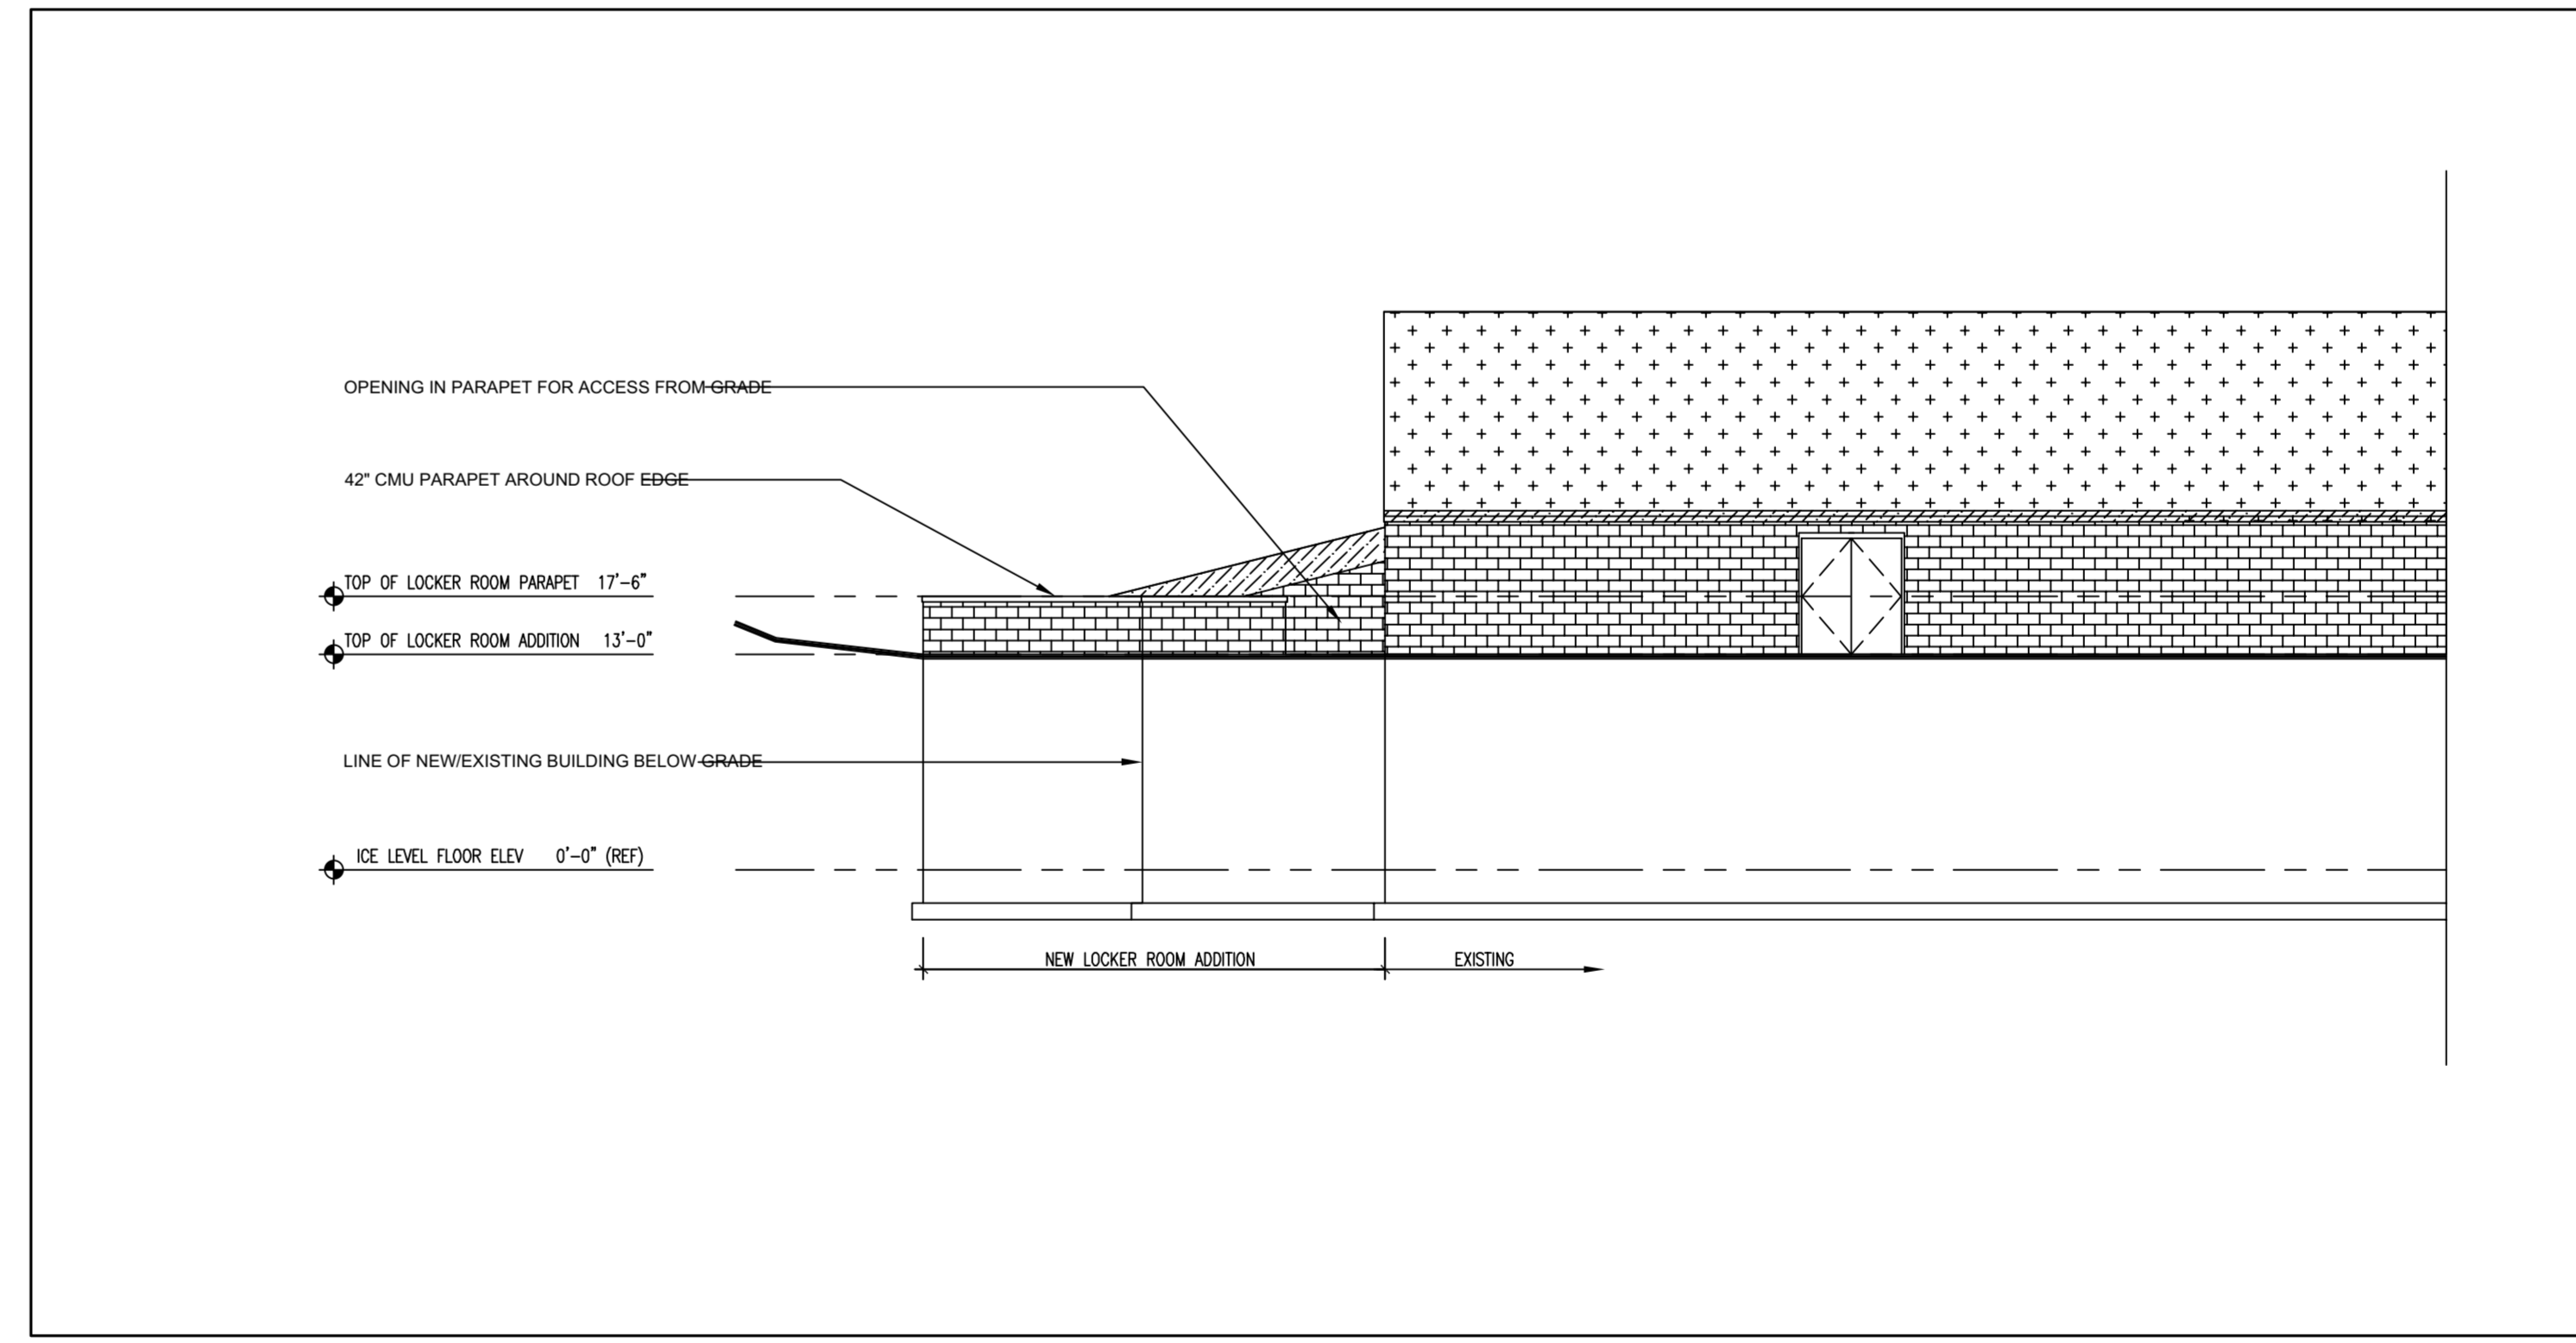 OPENING IN PARAPET FOR ACCESS FROM GRADE
42" CMU PARAPET AROUND ROOF EDGE
TOP OF LOCKER ROOM PARAPET 17'-6"
TOP OF LOCKER ROOM ADDITION 13'-0"
LINE OF NEW/EXISTING BUILDING BELOW GRADE
ICE LEVEL FLOOR ELEV 0'-0" (REF)
NEW LOCKER ROOM ADDITION EXISTING